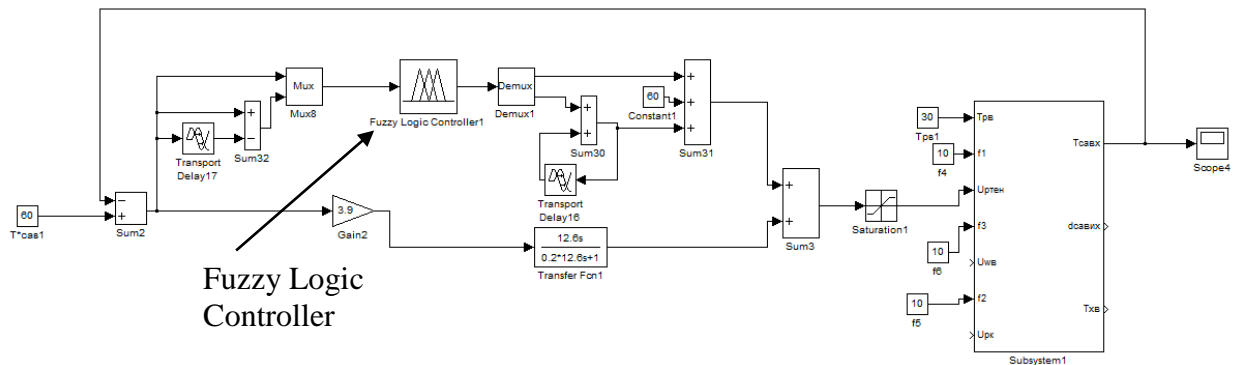 Mux
Mux8
Fuzzy Logic Controller1
Demux
Demux1
+
+
Sum30
60
Constant1
+
+
+
Sum31
+
−
Sum32
Transport
Delay17
Transport
Delay16
60
T*сав1
−
+
Sum2
3.9
Gain2
12.6s
0.2*12.6s+1
Transfer Fcn1
+
+
Sum3
Saturation1
30
Tрв1
10
f4
10
f6
10
f5
Tрв
f1
Uртен
f3
Uwв
f2
Uрк
Tсавх
dсавих
Tхв
Subsystem1
Scope4
Fuzzy Logic
Controller